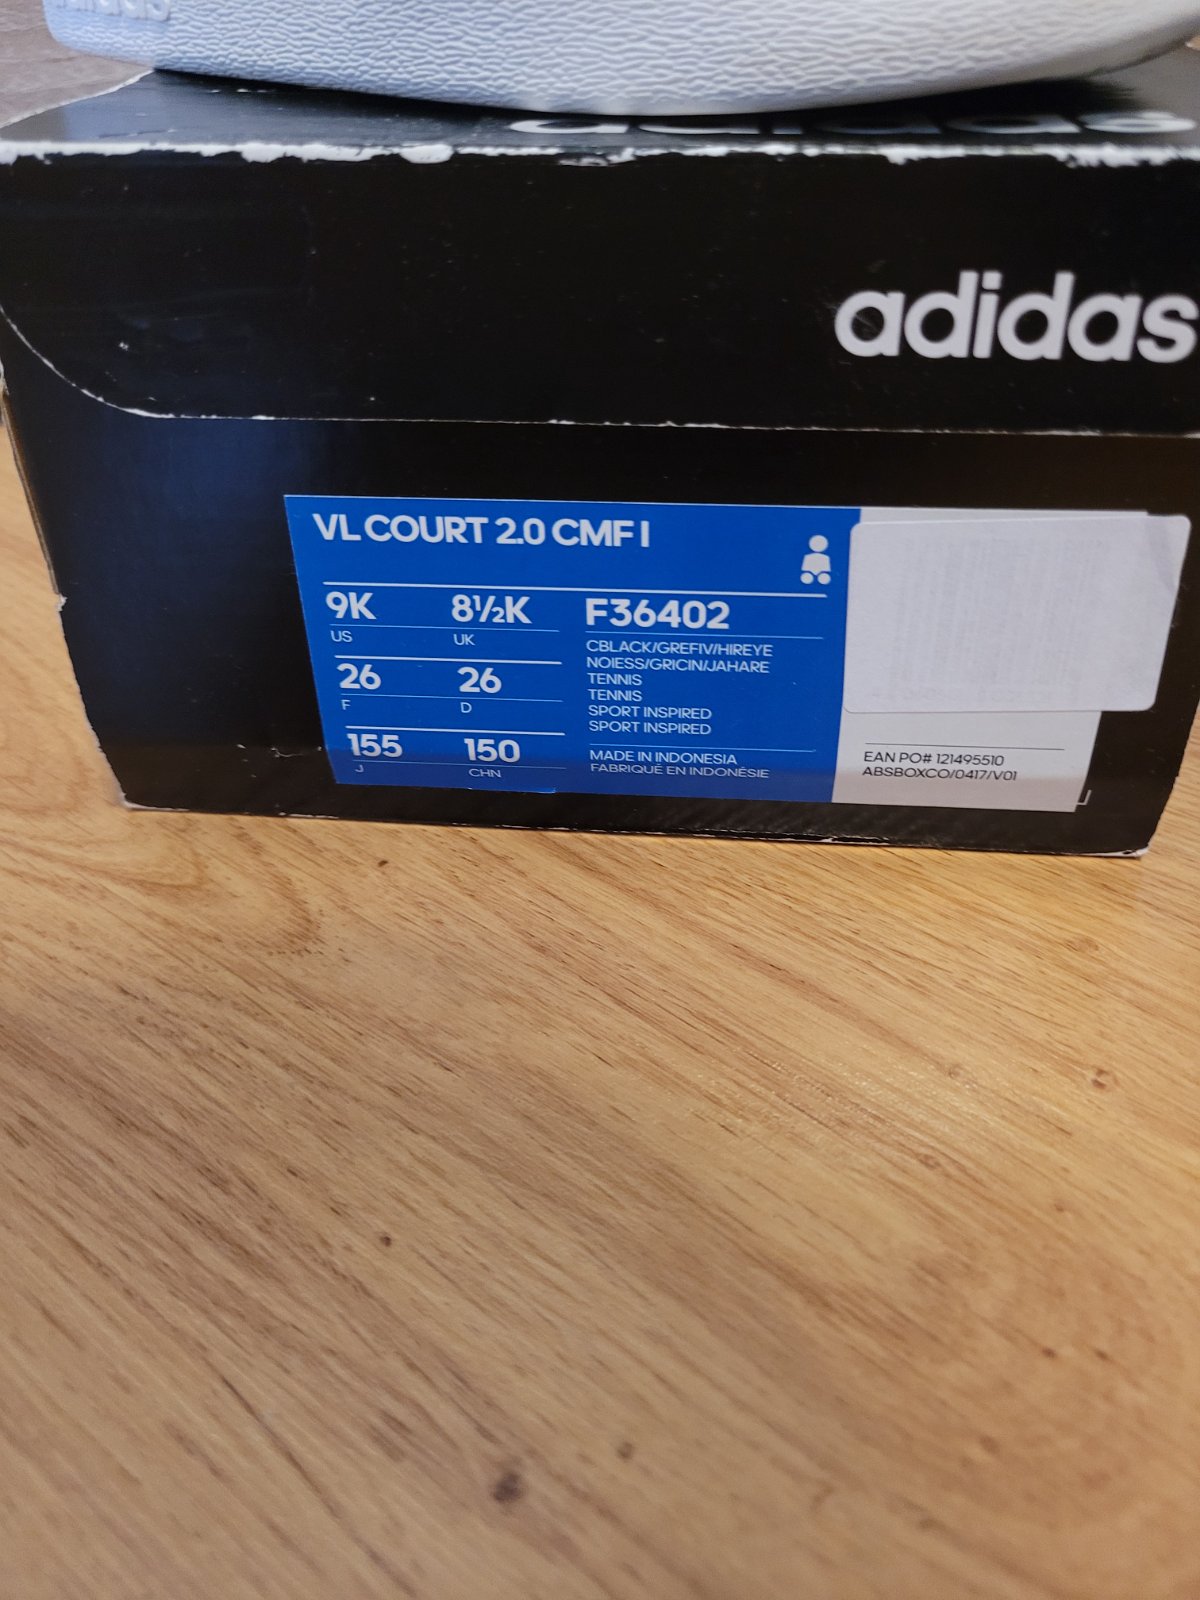 adidas
adidas
adidas
VL COURT 2.0 CMF I
9K 8½K F36402
US UK
CBLACK/GREFIV/HIREYE
NOIESS/GRICIN/JAHARE
26 26
F D
TENNIS
TENNIS
SPORT INSPIRED
SPORT INSPIRED
155 150
J CHN
MADE IN INDONESIA
FABRIQUÉ EN INDONÉSIE
EAN PO# 121495510
ABSBOXCO/0417/V01